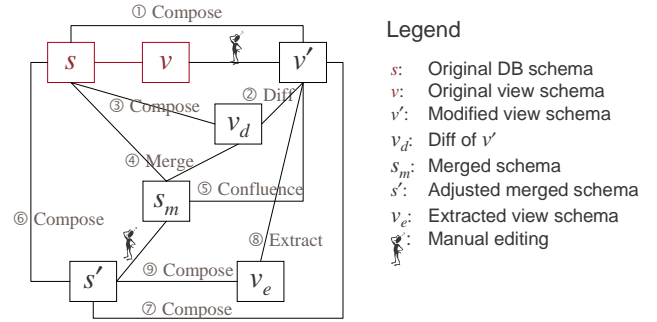 ① Compose
s
v
v′
② Diff
③ Compose
v_d
④ Merge
s_m
⑤ Confluence
⑥ Compose
⑧ Extract
s′
⑨ Compose
v_e
⑦ Compose
Legend
s: Original DB schema
v: Original view schema
v′: Modified view schema
v_d: Diff of v′
s_m: Merged schema
s′: Adjusted merged schema
v_e: Extracted view schema
: Manual editing